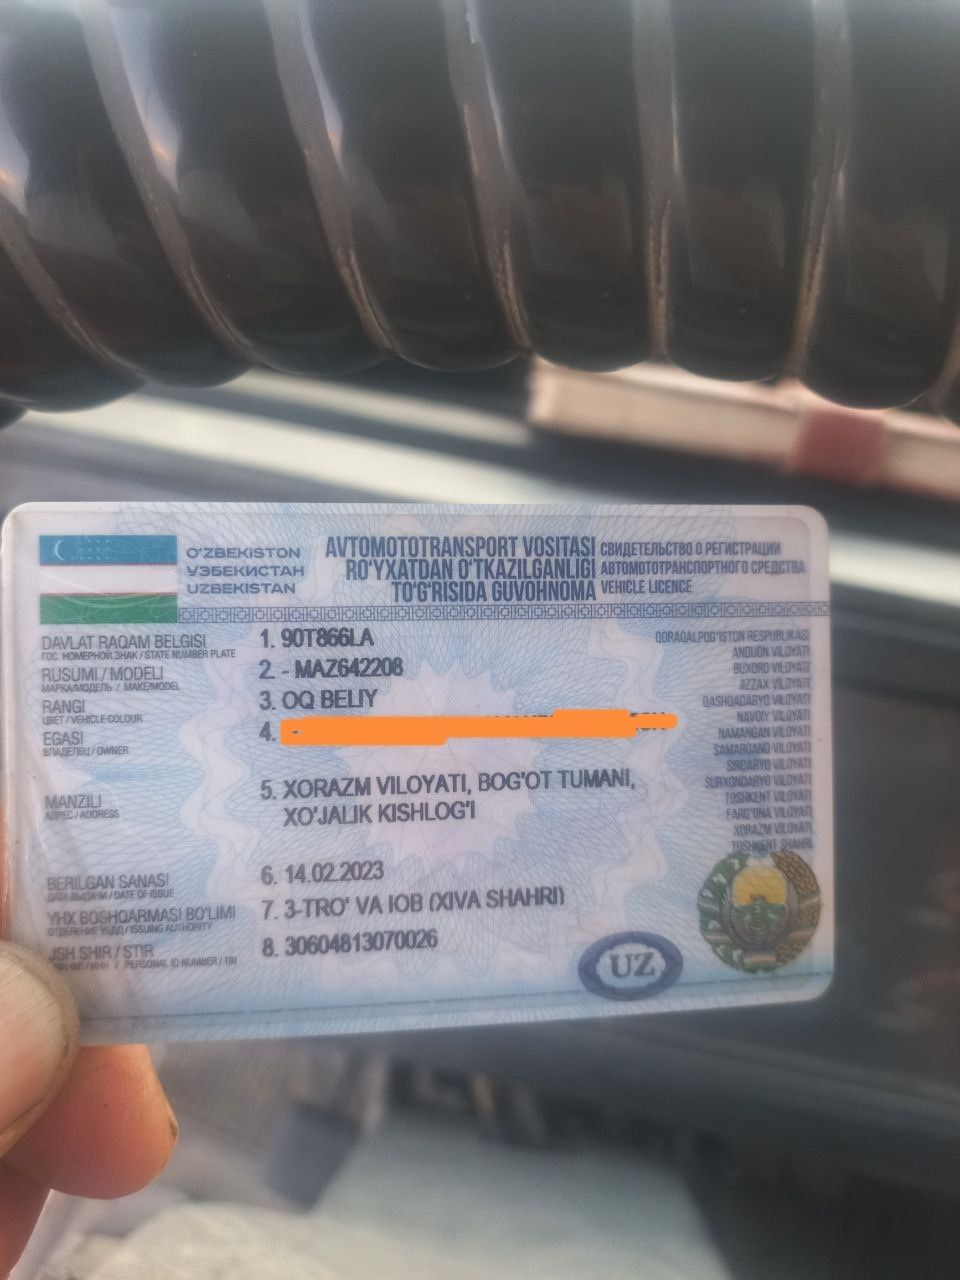 O'ZBEKISTON
УЗБЕКИСТАН
UZBEKISTAN
AVTOMOTOTRANSPORT VOSITASI
RO'YXATDAN O'TKAZILGANLIGI
TO'G'RISIDA GUVOHNOMA
СВИДЕТЕЛЬСТВО О РЕГИСТРАЦИИ
АВТОМОТОТРАНСПОРТНОГО СРЕДСТВА
VEHICLE LICENCE
DAVLAT RAQAM BELGISI
ГОС. НОМЕРНОЙ ЗНАК / STATE NUMBER PLATE
1. 90T866LA
RUSUMI / MODELI
МАРКА/МОДЕЛЬ / MAKE/MODEL
2. - MAZ642208
RANGI
ЦВЕТ / VEHICLE COLOUR
3. OQ BELIY
EGASI
ВЛАДЕЛЕЦ / OWNER
4.
MANZILI
АДРЕС / ADDRESS
5. XORAZM VILOYATI, BOG'OT TUMANI,
XO'JALIK KISHLOG'I
BERILGAN SANASI
ДАТА ВЫДАЧИ / DATE OF ISSUE
6. 14.02.2023
YHX BOSHQARMASI BO'LIMI
ОТДЕЛЕНИЕ УБДД / ISSUING AUTHORITY
7. 3-TRO' VA IOB (XIVA SHAHRI)
JSH SHIR / STIR
/ PERSONAL ID NUMBER / TIN
8. 30604813070026
QORAQALPOG'ISTON RESPUBLIKASI
ANDIJON VILOYATI
BUXORO VILOYATI
JIZZAX VILOYATI
QASHQADARYO VILOYATI
NAVOIY VILOYATI
NAMANGAN VILOYATI
SAMARQAND VILOYATI
SIRDARYO VILOYATI
SURXONDARYO VILOYATI
TOSHKENT VILOYATI
FARG'ONA VILOYATI
XORAZM VILOYATI
TOSHKENT SHAHRI
UZ